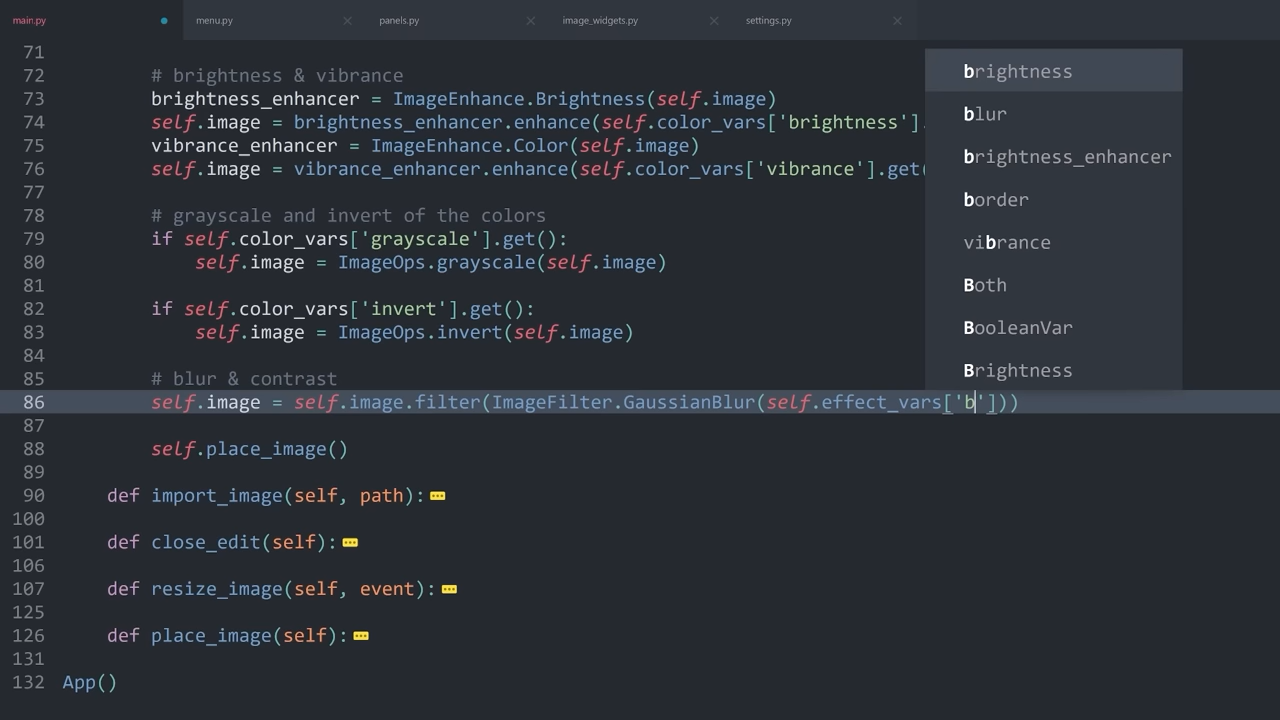 main.py menu.py panels.py image_widgets.py settings.py
71
72 # brightness & vibrance
73 brightness_enhancer = ImageEnhance.Brightness(self.image)
74 self.image = brightness_enhancer.enhance(self.color_vars['brightness'].
75 vibrance_enhancer = ImageEnhance.Color(self.image)
76 self.image = vibrance_enhancer.enhance(self.color_vars['vibrance'].get(
77
78 # grayscale and invert of the colors
79 if self.color_vars['grayscale'].get():
80 self.image = ImageOps.grayscale(self.image)
81
82 if self.color_vars['invert'].get():
83 self.image = ImageOps.invert(self.image)
84
85 # blur & contrast
86 self.image = self.image.filter(ImageFilter.GaussianBlur(self.effect_vars['b']))
87
88 self.place_image()
89
90 def import_image(self, path):
100
101 def close_edit(self):
106
107 def resize_image(self, event):
125
126 def place_image(self):
131
132 App()
brightness
blur
brightness_enhancer
border
vibrance
Both
BooleanVar
Brightness